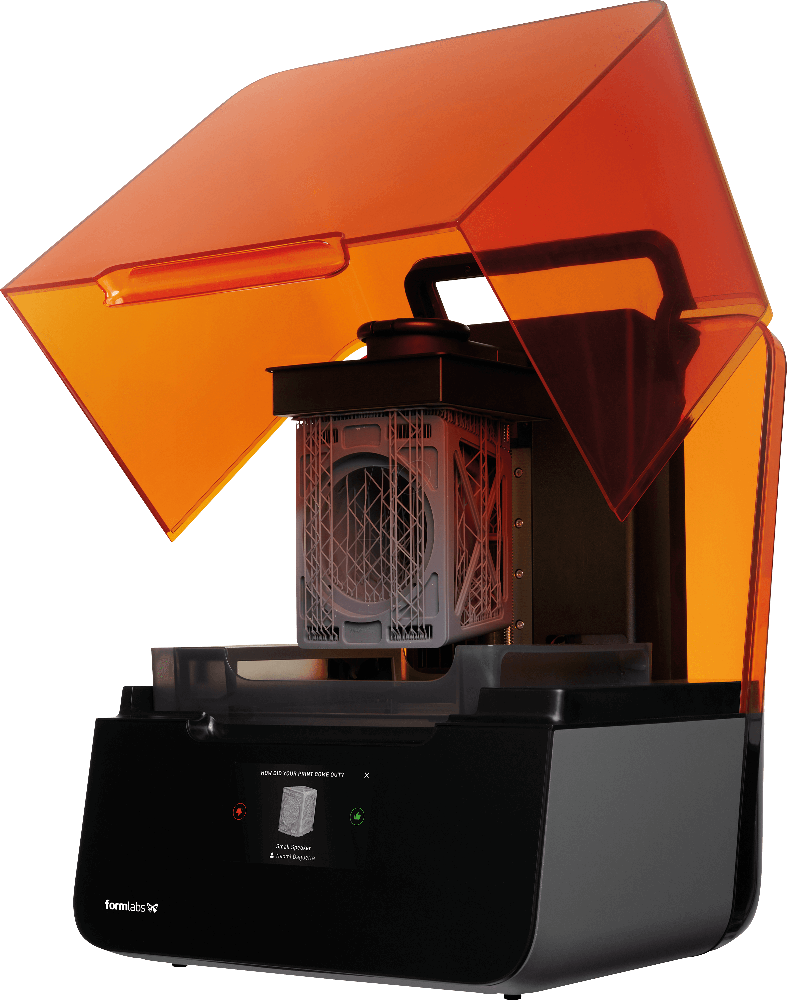 HOW DID YOUR PRINT COME OUT? X
Small Speaker
Naomi Daguerre
formlabs